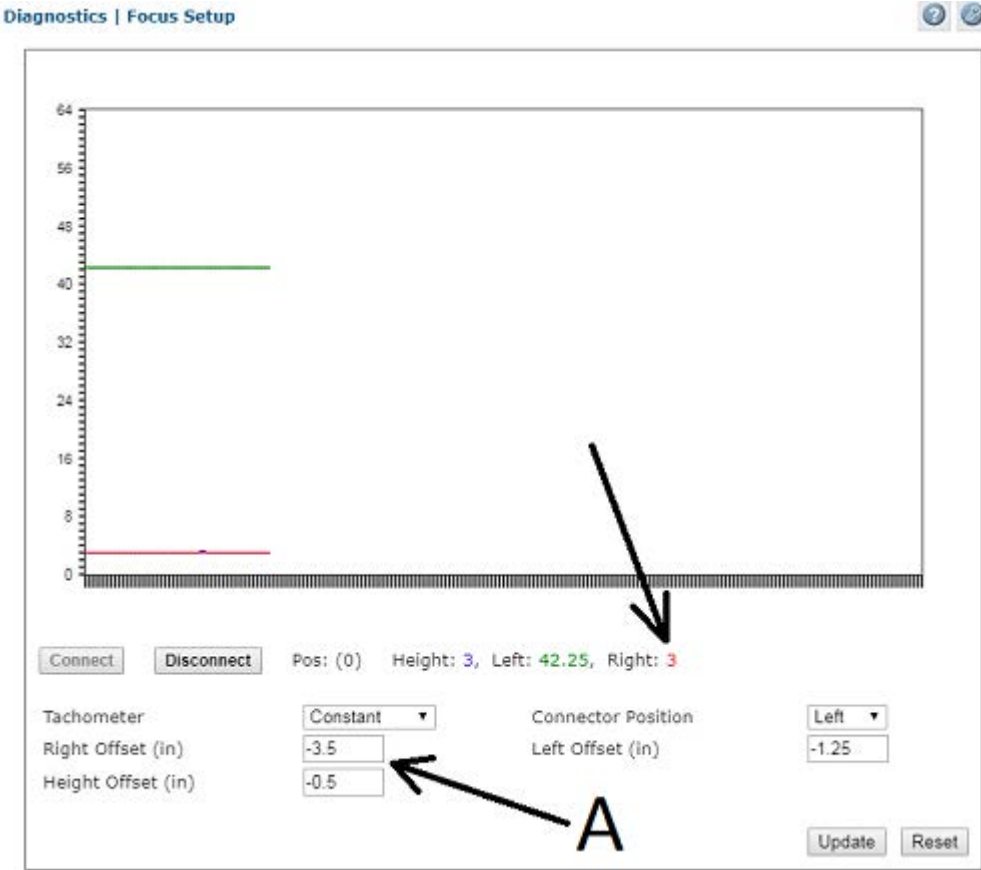 Diagnostics | Focus Setup
64
56
48
40
32
24
16
8
0
Connect Disconnect Pos: (0) Height: 3, Left: 42.25, Right: 3
Tachometer Constant Connector Position Left
Right Offset (in) -3.5 Left Offset (in) -1.25
Height Offset (in) -0.5
A
Update Reset